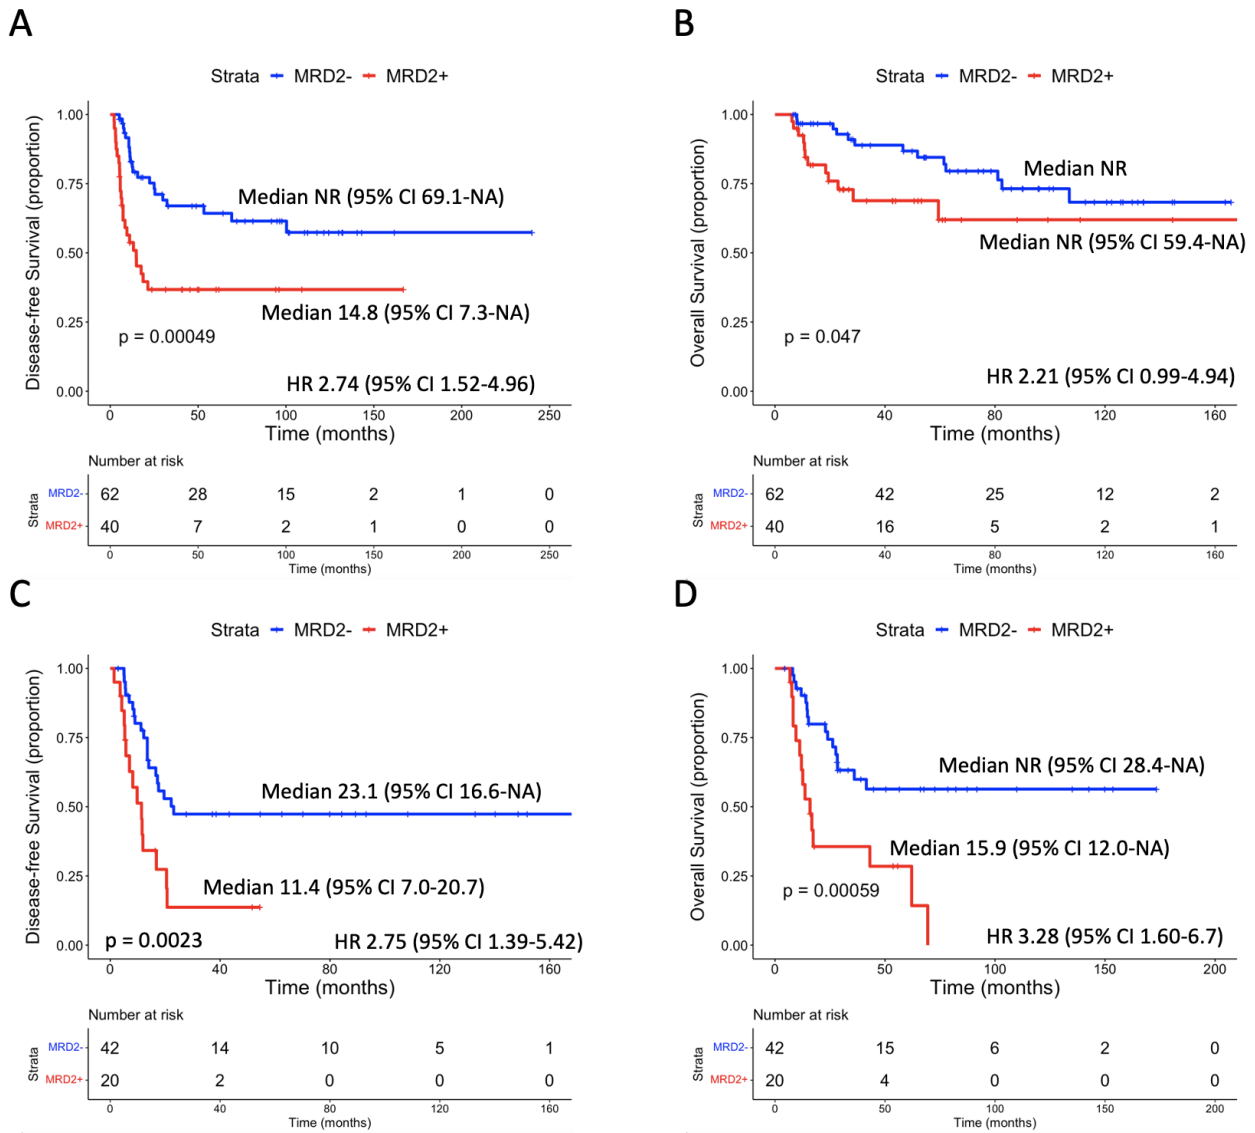 A
Strata MRD2- MRD2+
Disease-free Survival (proportion)
1.00
0.75
0.50
0.25
0.00
Median NR (95% CI 69.1-NA)
Median 14.8 (95% CI 7.3-NA)
p = 0.00049
HR 2.74 (95% CI 1.52-4.96)
0 50 100 150 200 250
Time (months)
Number at risk
Strata
MRD2- 62 28 15 2 1 0
MRD2+ 40 7 2 1 0 0
0 50 100 150 200 250
Time (months)
B
Strata MRD2- MRD2+
Overall Survival (proportion)
1.00
0.75
0.50
0.25
0.00
Median NR
Median NR (95% CI 59.4-NA)
p = 0.047
HR 2.21 (95% CI 0.99-4.94)
0 40 80 120 160
Time (months)
Number at risk
Strata
MRD2- 62 42 25 12 2
MRD2+ 40 16 5 2 1
0 40 80 120 160
Time (months)
C
Strata MRD2- MRD2+
Disease-free Survival (proportion)
1.00
0.75
0.50
0.25
0.00
Median 23.1 (95% CI 16.6-NA)
Median 11.4 (95% CI 7.0-20.7)
p = 0.0023
HR 2.75 (95% CI 1.39-5.42)
0 40 80 120 160
Time (months)
Number at risk
Strata
MRD2- 42 14 10 5 1
MRD2+ 20 2 0 0 0
0 40 80 120 160
Time (months)
D
Strata MRD2- MRD2+
Overall Survival (proportion)
1.00
0.75
0.50
0.25
0.00
Median NR (95% CI 28.4-NA)
Median 15.9 (95% CI 12.0-NA)
p = 0.00059
HR 3.28 (95% CI 1.60-6.7)
0 50 100 150 200
Time (months)
Number at risk
Strata
MRD2- 42 15 6 2 0
MRD2+ 20 4 0 0 0
0 50 100 150 200
Time (months)